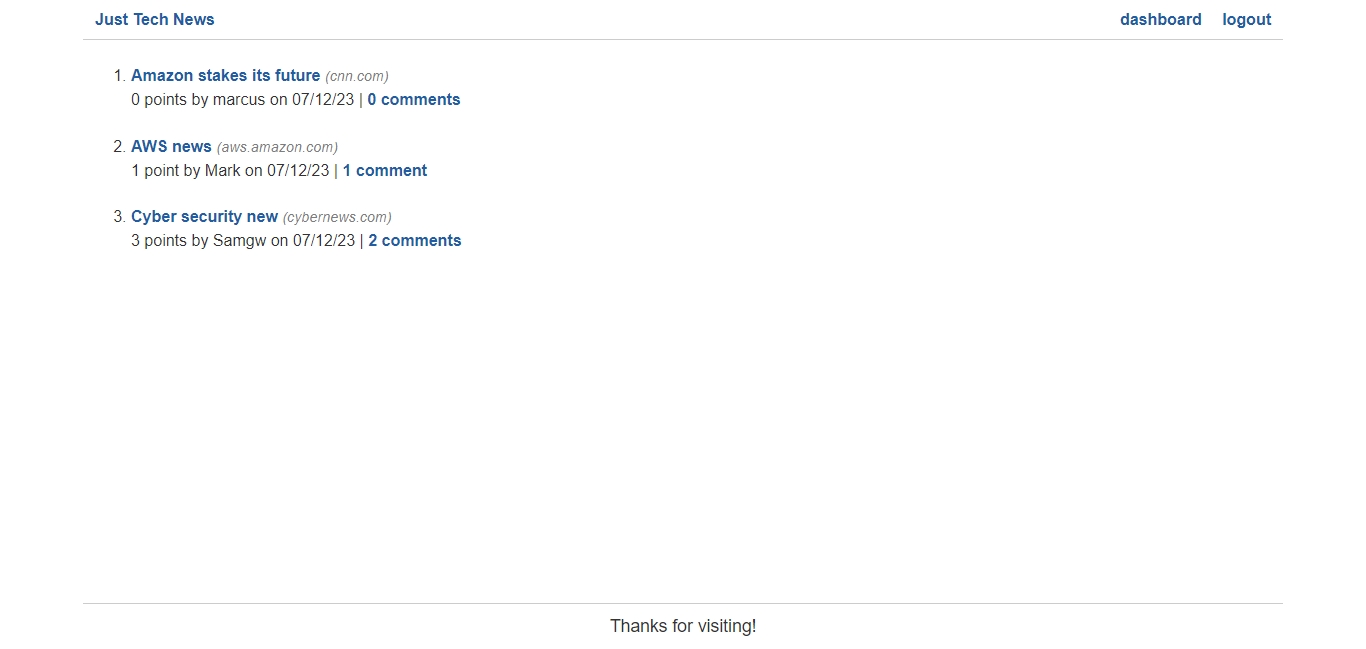 Just Tech News dashboard logout
1. Amazon stakes its future (cnn.com)
0 points by marcus on 07/12/23 | 0 comments
2. AWS news (aws.amazon.com)
1 point by Mark on 07/12/23 | 1 comment
3. Cyber security new (cybernews.com)
3 points by Samgw on 07/12/23 | 2 comments
Thanks for visiting!